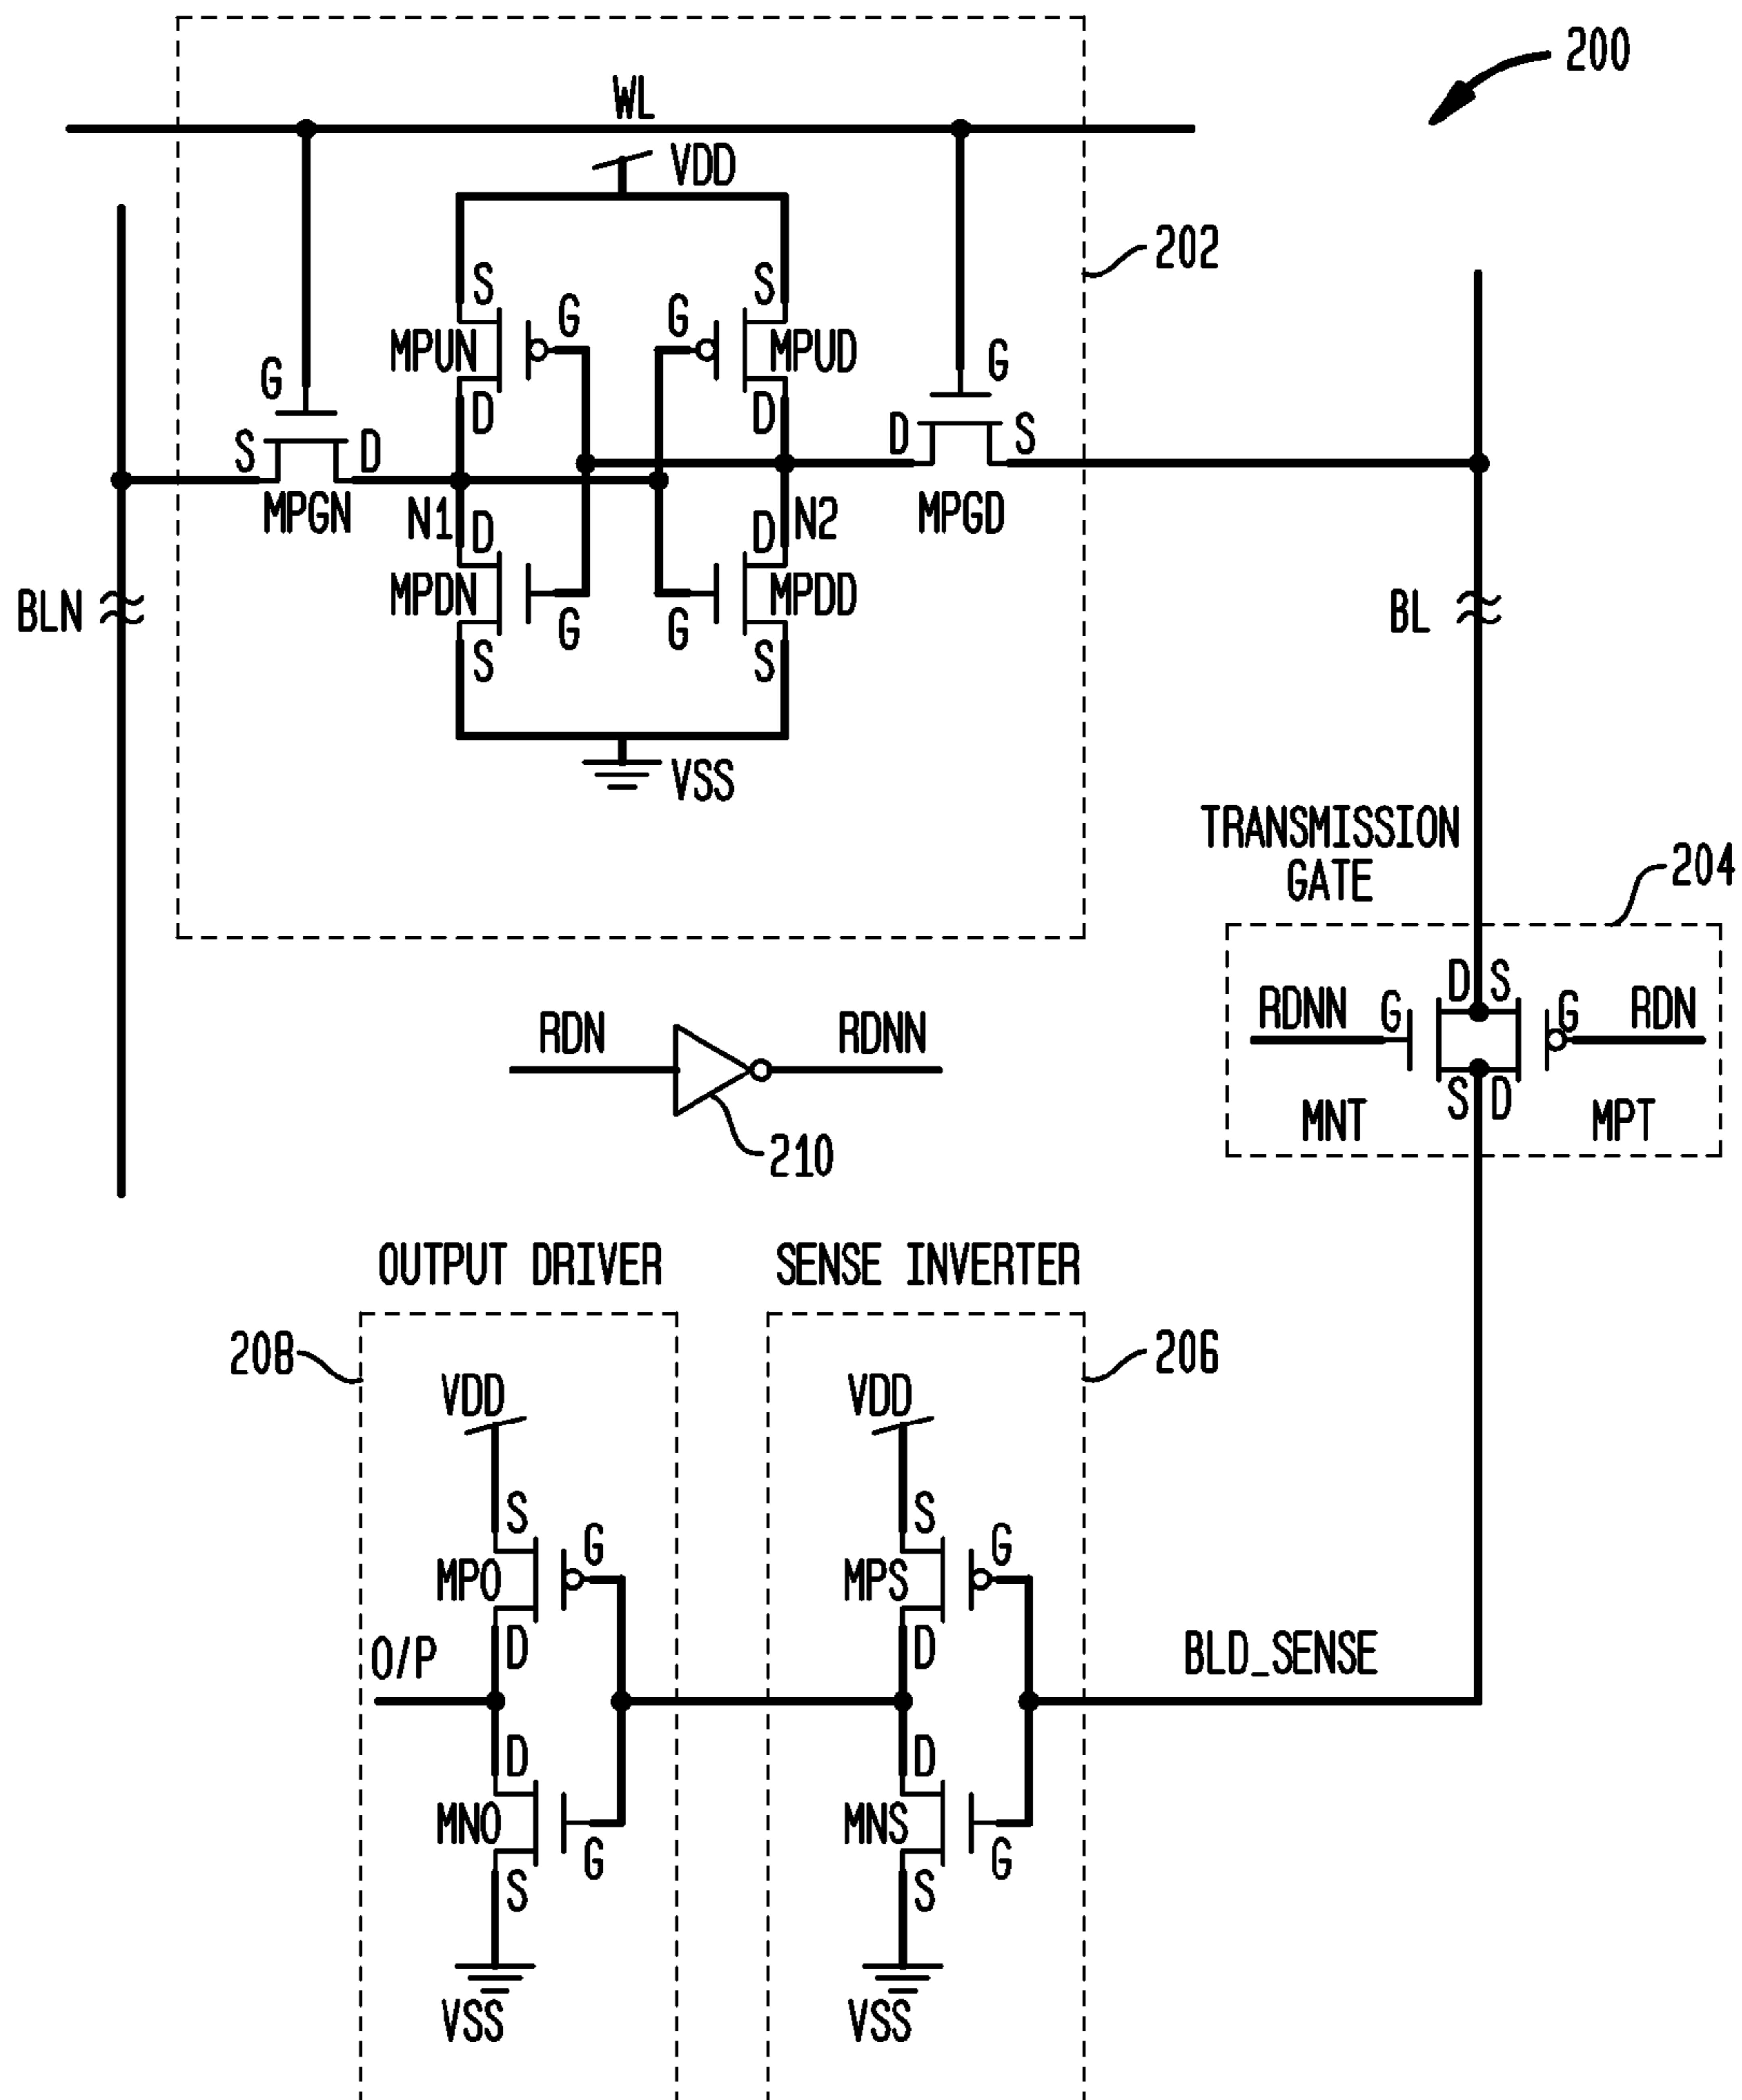 200
WL
VDD
202
S S
G G
MPUN MPUD
G G
D D
S D D S
MPGN N1 N2 MPGD
D D
MPDN MPDD
G G
S S
BLN BL
VSS
TRANSMISSION
GATE
204
D S
RDNN G G RDN
S D
MNT MPT
RDN RDNN
210
OUTPUT DRIVER SENSE INVERTER
208 206
VDD VDD
S S
G G
MPO MPS
D D
O/P BLD_SENSE
D D
MNO MNS
G G
S S
VSS VSS